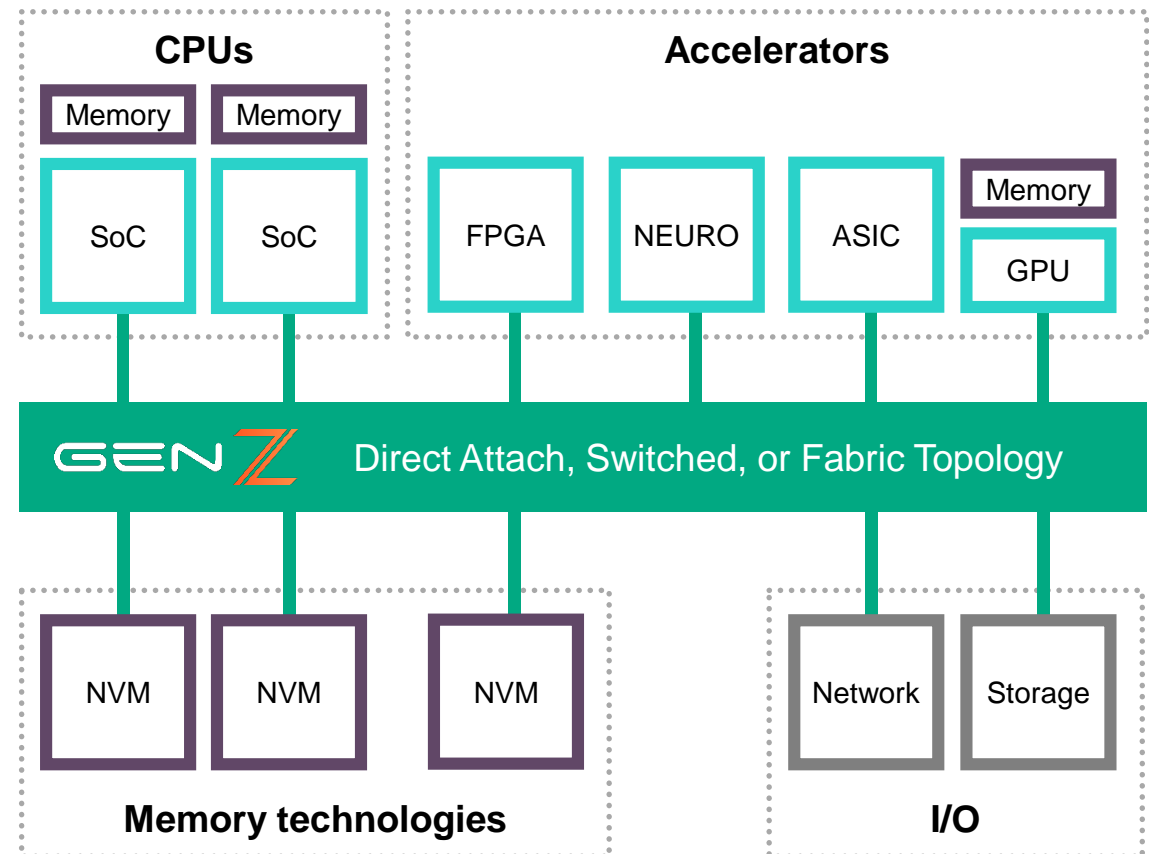 CPUs
Accelerators
Memory
Memory
Memory
SoC
SoC
FPGA
NEURO
ASIC
GPU
GEN Z
Direct Attach, Switched, or Fabric Topology
NVM
NVM
NVM
Network
Storage
Memory technologies
I/O